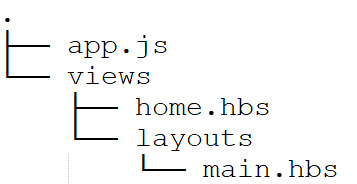 .
├── app.js
└── views
    ├── home.hbs
    └── layouts
        └── main.hbs